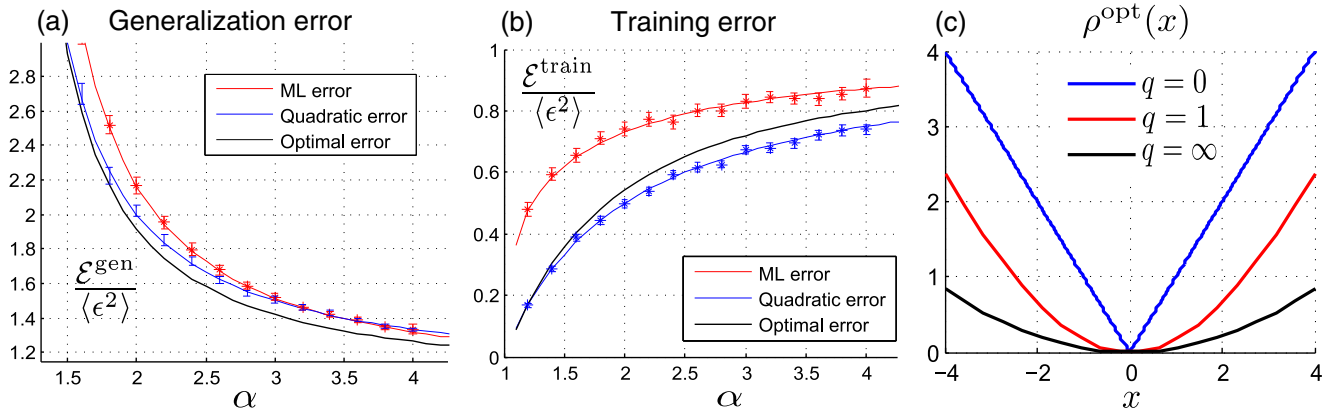 (a) Generalization error
2.8
2.6
2.4
2.2
2
1.8
1.6
1.4
1.2
1.5 2 2.5 3 3.5 4
α
ℰ^gen / ⟨ϵ²⟩
ML error
Quadratic error
Optimal error
(b) Training error
1
0.8
0.6
0.4
0.2
0
1 1.5 2 2.5 3 3.5 4
α
ℰ^train / ⟨ϵ²⟩
ML error
Quadratic error
Optimal error
(c) ρ^opt(x)
4
3
2
1
0
−4 −2 0 2 4
x
q = 0
q = 1
q = ∞